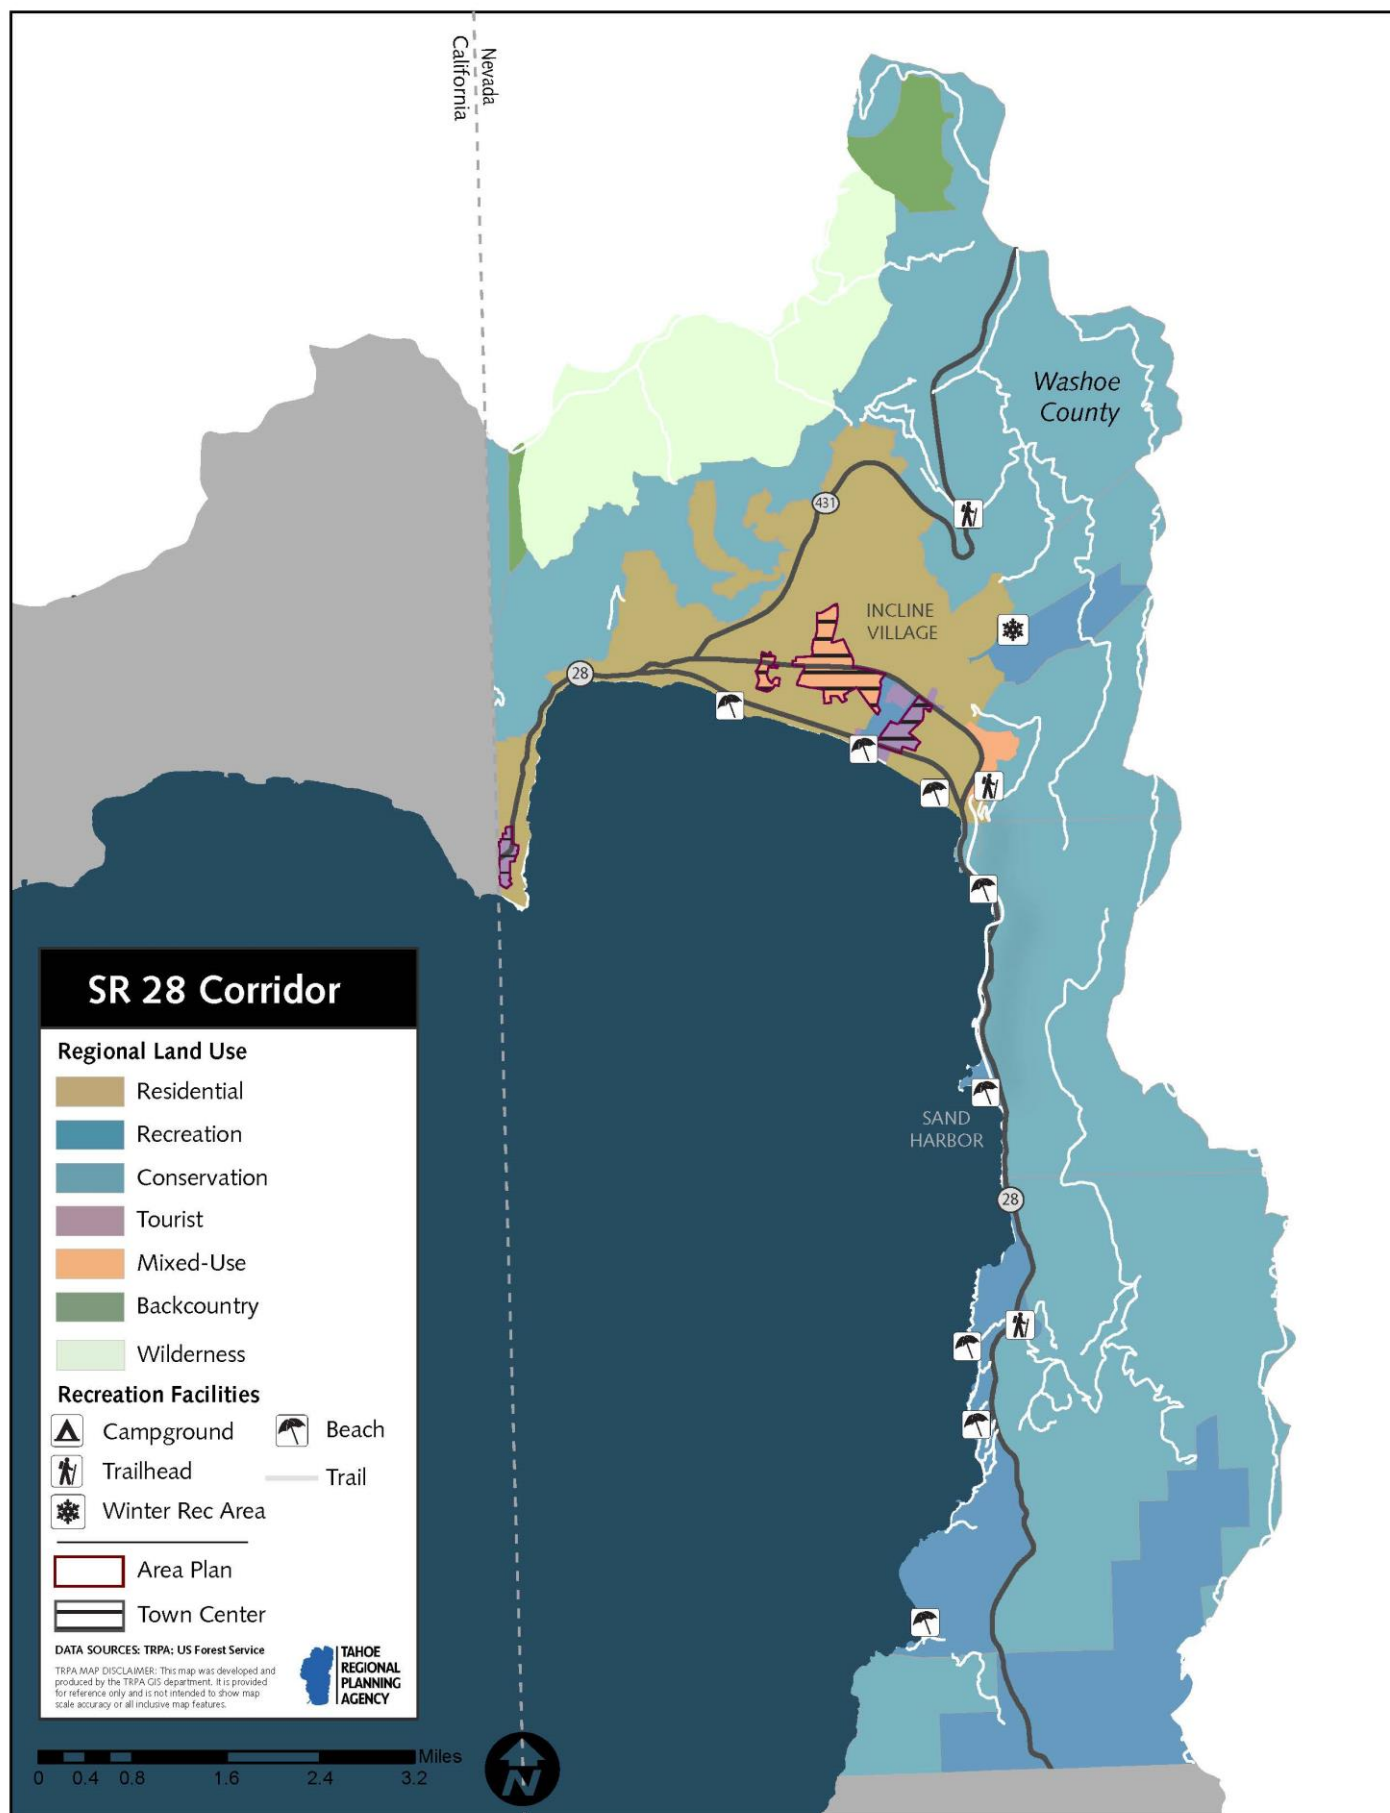 Nevada
California
Washoe
County
431
INCLINE
VILLAGE
28
SAND
HARBOR
28
SR 28 Corridor
Regional Land Use
Residential
Recreation
Conservation
Tourist
Mixed-Use
Backcountry
Wilderness
Recreation Facilities
Campground
Beach
Trailhead
Trail
Winter Rec Area
Area Plan
Town Center
DATA SOURCES: TRPA; US Forest Service
TRPA MAP DISCLAIMER: This map was developed and
produced by the TRPA GIS department. It is provided
for reference only and is not intended to show map
scale accuracy or all inclusive map features.
TAHOE
REGIONAL
PLANNING
AGENCY
Miles
0 0.4 0.8 1.6 2.4 3.2
N